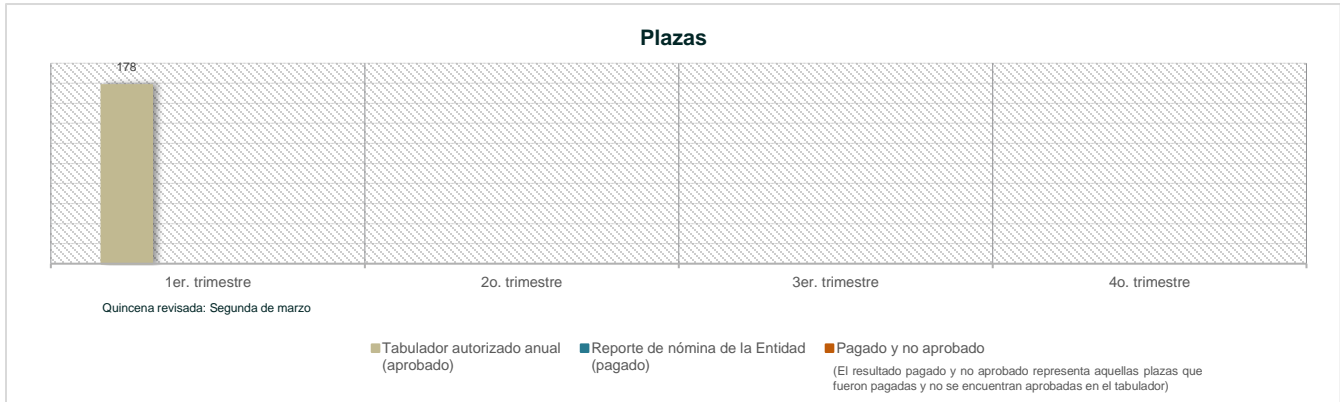 Plazas
178
1er. trimestre
2o. trimestre
3er. trimestre
4o. trimestre
Quincena revisada: Segunda de marzo
Tabulador autorizado anual
(aprobado)
Reporte de nómina de la Entidad
(pagado)
Pagado y no aprobado
(El resultado pagado y no aprobado representa aquellas plazas que
fueron pagadas y no se encuentran aprobadas en el tabulador)